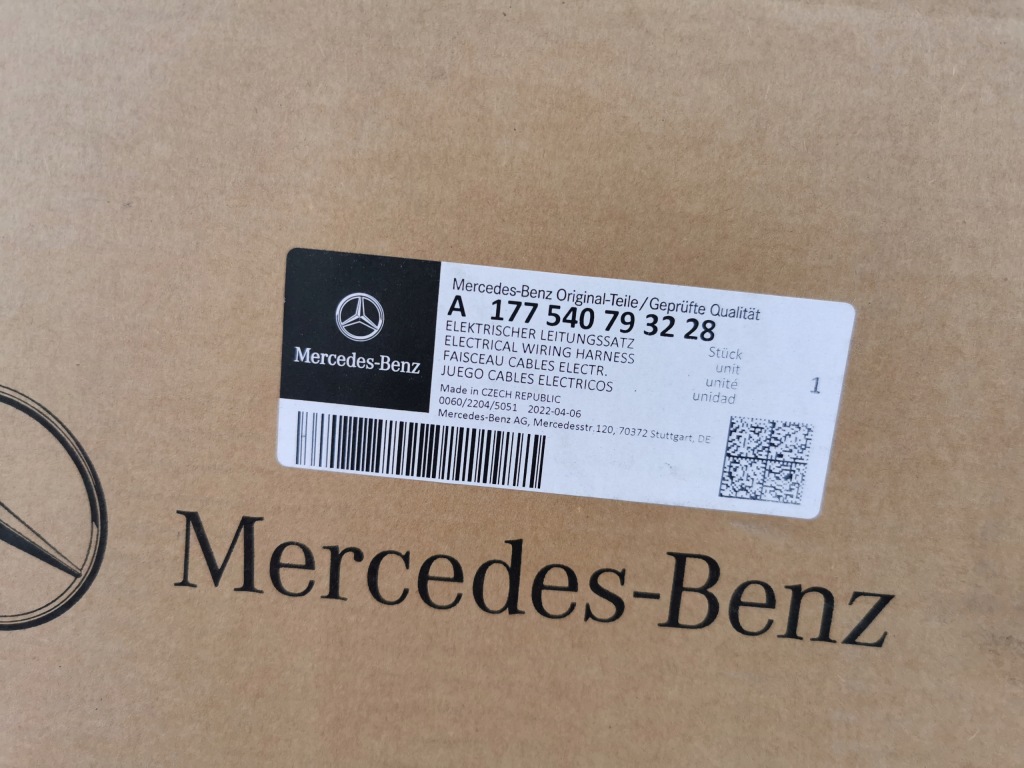 Mercedes-Benz
Mercedes-Benz Original-Teile/Geprüfte Qualität
A 177 540 79 32 28
ELEKTRISCHER LEITUNGSSATZ
ELECTRICAL WIRING HARNESS
FAISCEAU CABLES ELECTR.
JUEGO CABLES ELECTRICOS
Stück
unit
unité
unidad
1
Made in CZECH REPUBLIC
0060/2204/5051 2022-04-06
Mercedes-Benz AG, Mercedesstr.120, 70372 Stuttgart, DE
Mercedes-Benz